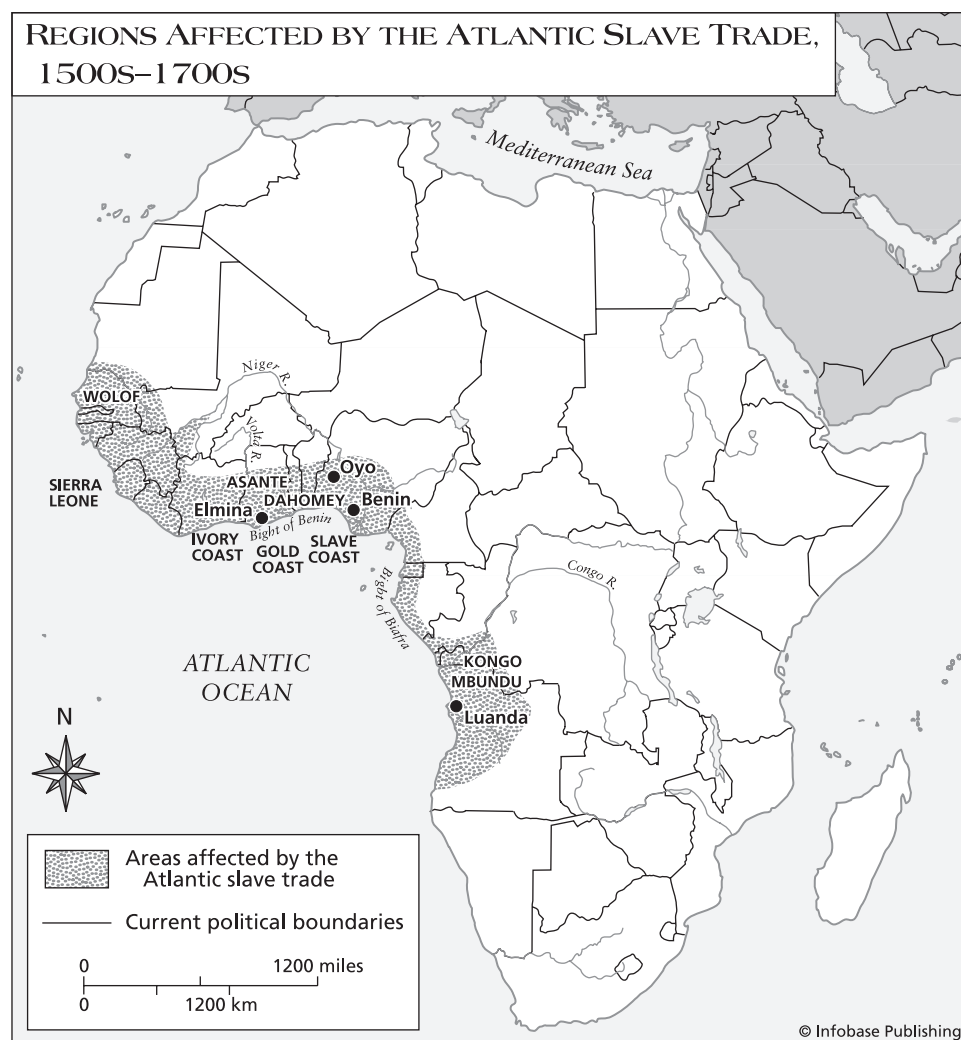 REGIONS AFFECTED BY THE ATLANTIC SLAVE TRADE,
1500S–1700S
Mediterranean Sea
Niger R.
WOLOF
Volta R.
Oyo
SIERRA
LEONE
ASANTE
DAHOMEY
Benin
Elmina
Bight of Benin
IVORY
COAST
GOLD
COAST
SLAVE
COAST
Bight of Biafra
Congo R.
ATLANTIC
OCEAN
KONGO
MBUNDU
Luanda
N
Areas affected by the
Atlantic slave trade
Current political boundaries
0 1200 miles
0 1200 km
© Infobase Publishing